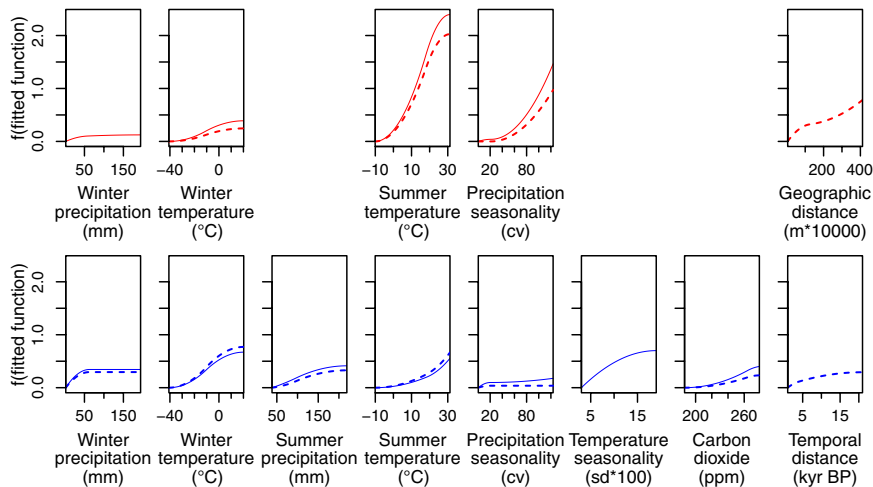 f(fitted function)
0.0 1.0 2.0
50 150
−40 0
−10 10 30
20 80
200 400
Winter
precipitation
(mm)
Winter
temperature
(°C)
Summer
temperature
(°C)
Precipitation
seasonality
(cv)
Geographic
distance
(m*10000)
f(fitted function)
0.0 1.0 2.0
50 150
−40 0
50 150
−10 10 30
20 80
5 15
200 260
5 15
Winter
precipitation
(mm)
Winter
temperature
(°C)
Summer
precipitation
(mm)
Summer
temperature
(°C)
Precipitation
seasonality
(cv)
Temperature
seasonality
(sd*100)
Carbon
dioxide
(ppm)
Temporal
distance
(kyr BP)